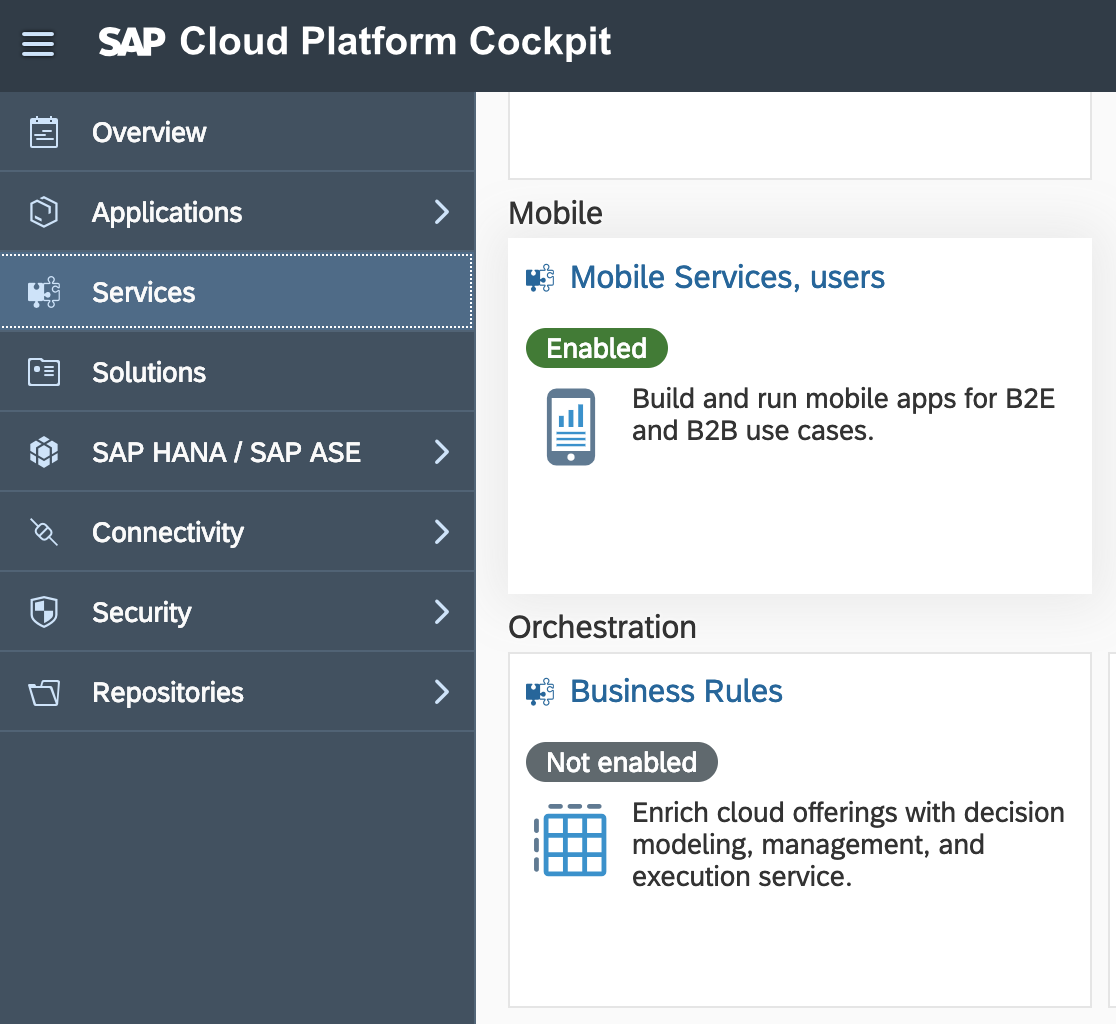 SAP Cloud Platform Cockpit
Overview
Applications
Services
Solutions
SAP HANA / SAP ASE
Connectivity
Security
Repositories
Mobile
Mobile Services, users
Enabled
Build and run mobile apps for B2E
and B2B use cases.
Orchestration
Business Rules
Not enabled
Enrich cloud offerings with decision
modeling, management, and
execution service.